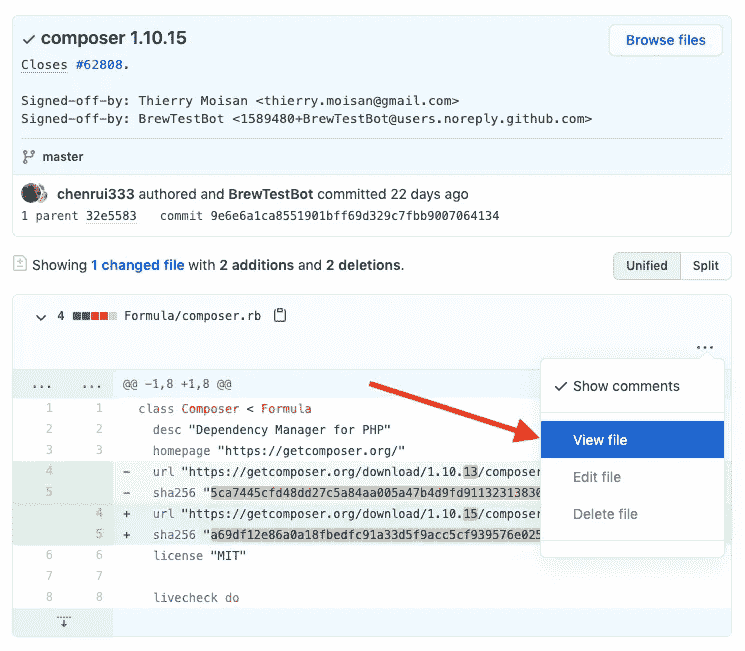 composer 1.10.15
Browse files
Closes #62808.
Signed-off-by: Thierry Moisan <thierry.moisan@gmail.com>
Signed-off-by: BrewTestBot <1589480+BrewTestBot@users.noreply.github.com>
master
chenrui333 authored and BrewTestBot committed 22 days ago
1 parent 32e5583 commit 9e6e6a1ca8551901bff69d329c7fbb9007064134
Showing 1 changed file with 2 additions and 2 deletions.
Unified Split
4 Formula/composer.rb
...
... ... @@ -1,8 +1,8 @@
Show comments
1 1 class Composer < Formula
2 2 desc "Dependency Manager for PHP"
View file
3 3 homepage "https://getcomposer.org/"
4 - url "https://getcomposer.org/download/1.10.13/composer
Edit file
5 - sha256 "5ca7445cfd48dd27c5a84aa005a47b4d9fd91132313830
4 + url "https://getcomposer.org/download/1.10.15/composer
Delete file
5 + sha256 "a69df12e86a0a18fbedfc91a33d5f9acc5cf939576e025
6 6 license "MIT"
7 7
8 8 livecheck do